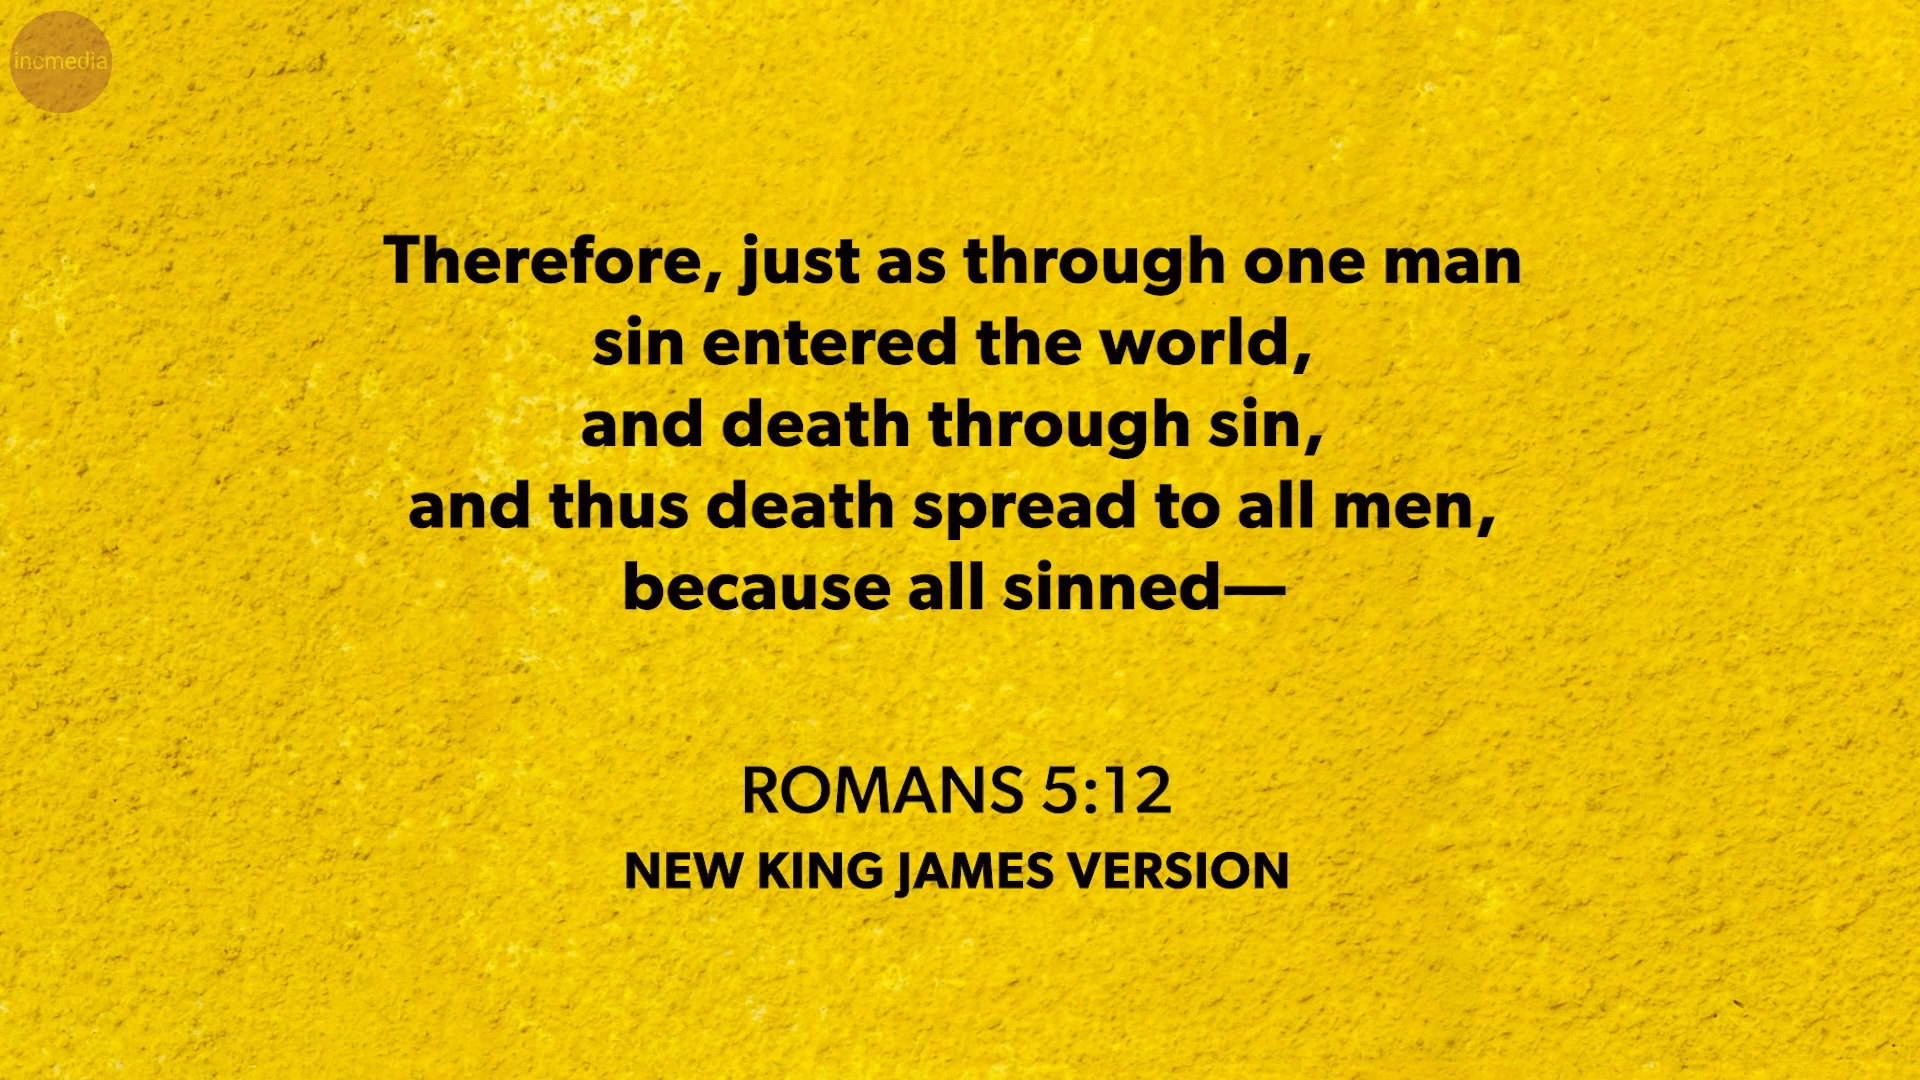 incmedia
Therefore, just as through one man
sin entered the world,
and death through sin,
and thus death spread to all men,
because all sinned—
ROMANS 5:12
NEW KING JAMES VERSION